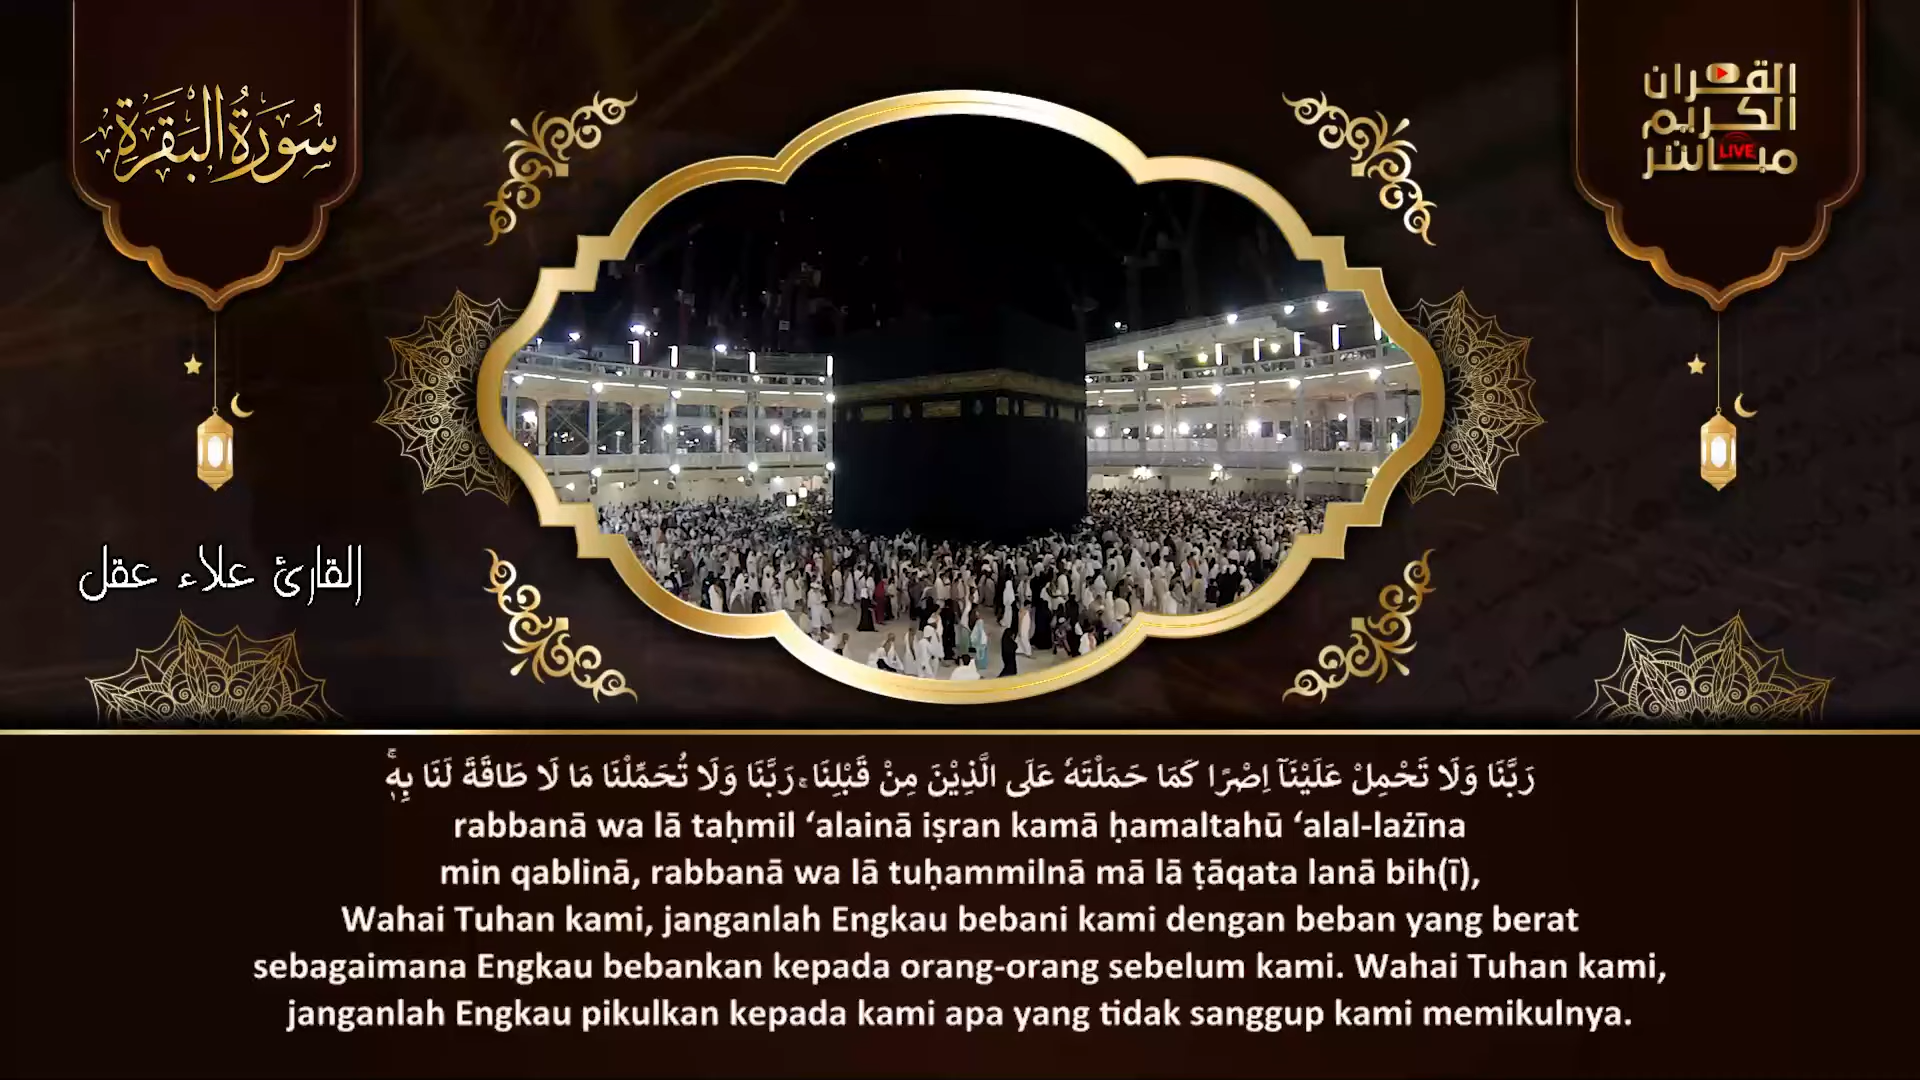 سُورَةُ البَقَرَةِ
القرآن
الكريم
مباشر
LIVE
القارئ علاء عقل
رَبَّنَا وَلَا تَحْمِلْ عَلَيْنَآ اِصْرًا كَمَا حَمَلْتَهٗ عَلَى الَّذِيْنَ مِنْ قَبْلِنَا ۚ رَبَّنَا وَلَا تُحَمِّلْنَا مَا لَا طَاقَةَ لَنَا بِهٖۚ
rabbanā wa lā taḥmil ‘alainā iṣran kamā ḥamaltahū ‘alal-lażīna
min qablinā, rabbanā wa lā tuḥammilnā mā lā ṭāqata lanā bih(ī),
Wahai Tuhan kami, janganlah Engkau bebani kami dengan beban yang berat
sebagaimana Engkau bebankan kepada orang-orang sebelum kami. Wahai Tuhan kami,
janganlah Engkau pikulkan kepada kami apa yang tidak sanggup kami memikulnya.